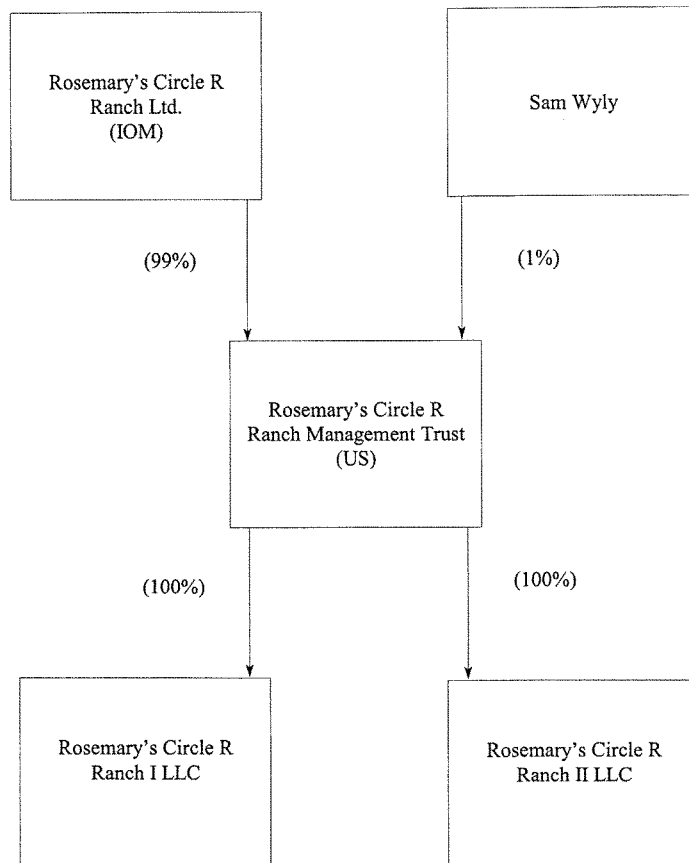 Rosemary's Circle R
Ranch Ltd.
(IOM)
Sam Wyly
(99%)
(1%)
Rosemary's Circle R
Ranch Management Trust
(US)
(100%)
(100%)
Rosemary's Circle R
Ranch I LLC
Rosemary's Circle R
Ranch II LLC